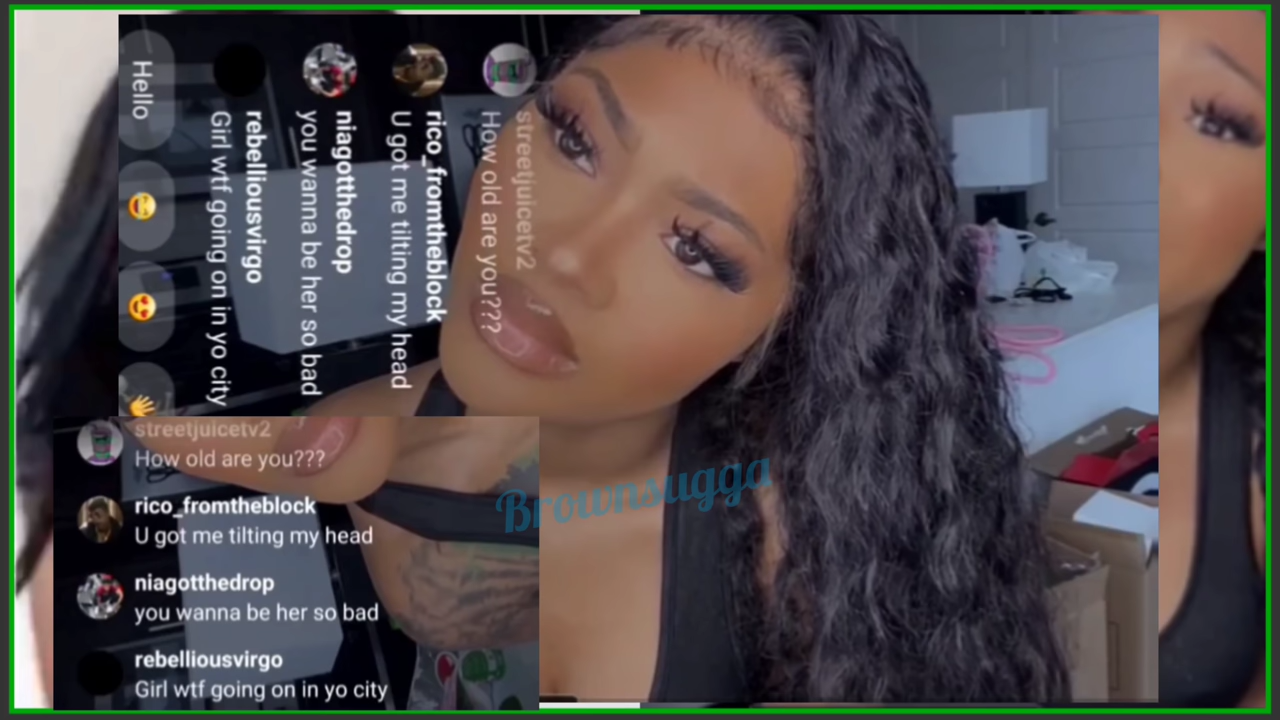 Hello
streetjuicetv2
How old are you???
rico_fromtheblock
U got me tilting my head
niagotthedrop
you wanna be her so bad
rebelliousvirgo
Girl wtf going on in yo city
streetjuicetv2
How old are you???
rico_fromtheblock
U got me tilting my head
niagotthedrop
you wanna be her so bad
rebelliousvirgo
Girl wtf going on in yo city
Brownsugga